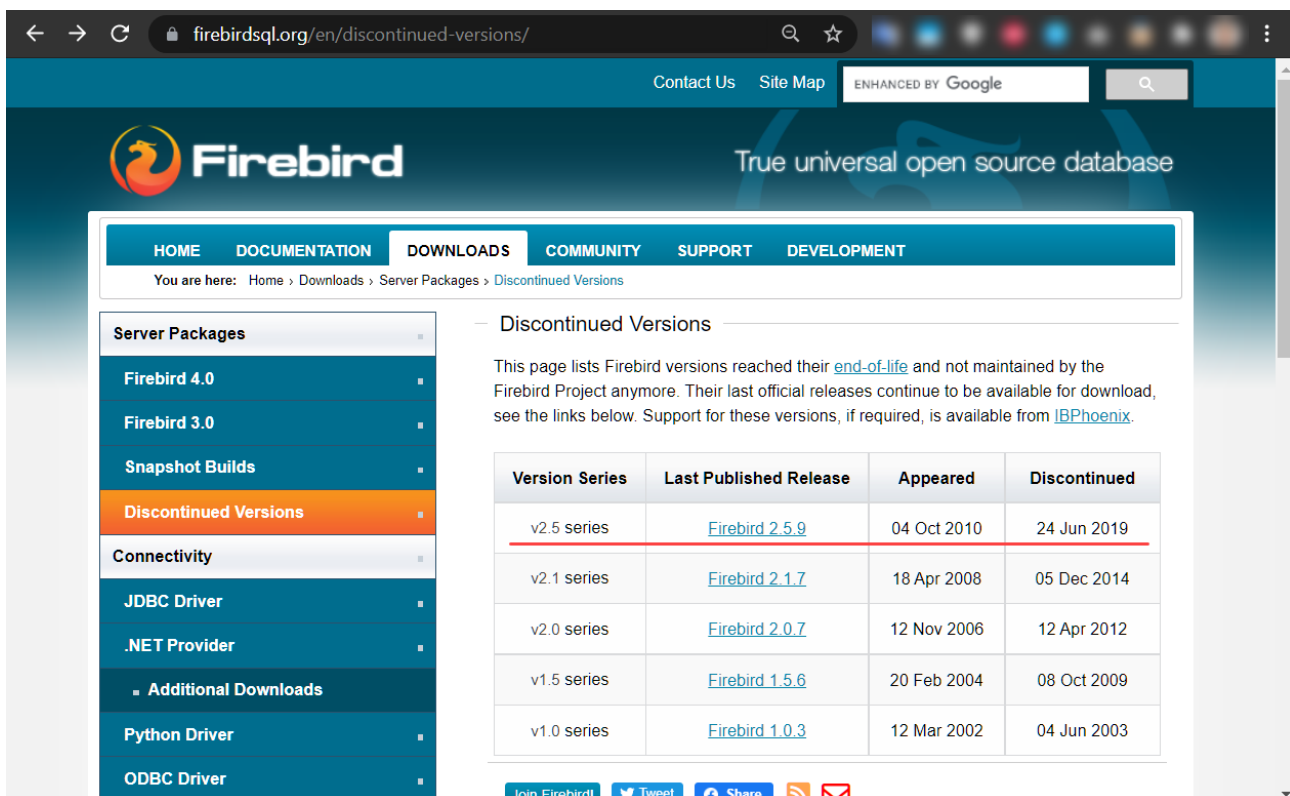 firebirdsql.org/en/discontinued-versions/
Contact Us Site Map ENHANCED BY Google
Firebird
True universal open source database
HOME DOCUMENTATION DOWNLOADS COMMUNITY SUPPORT DEVELOPMENT
You are here: Home › Downloads › Server Packages › Discontinued Versions
Server Packages
Firebird 4.0
Firebird 3.0
Snapshot Builds
Discontinued Versions
Connectivity
JDBC Driver
.NET Provider
Additional Downloads
Python Driver
ODBC Driver
Discontinued Versions
This page lists Firebird versions reached their end-of-life and not maintained by the
Firebird Project anymore. Their last official releases continue to be available for download,
see the links below. Support for these versions, if required, is available from IBPhoenix.
Version Series Last Published Release Appeared Discontinued
v2.5 series Firebird 2.5.9 04 Oct 2010 24 Jun 2019
v2.1 series Firebird 2.1.7 18 Apr 2008 05 Dec 2014
v2.0 series Firebird 2.0.7 12 Nov 2006 12 Apr 2012
v1.5 series Firebird 1.5.6 20 Feb 2004 08 Oct 2009
v1.0 series Firebird 1.0.3 12 Mar 2002 04 Jun 2003
Join Firebird! Tweet Share